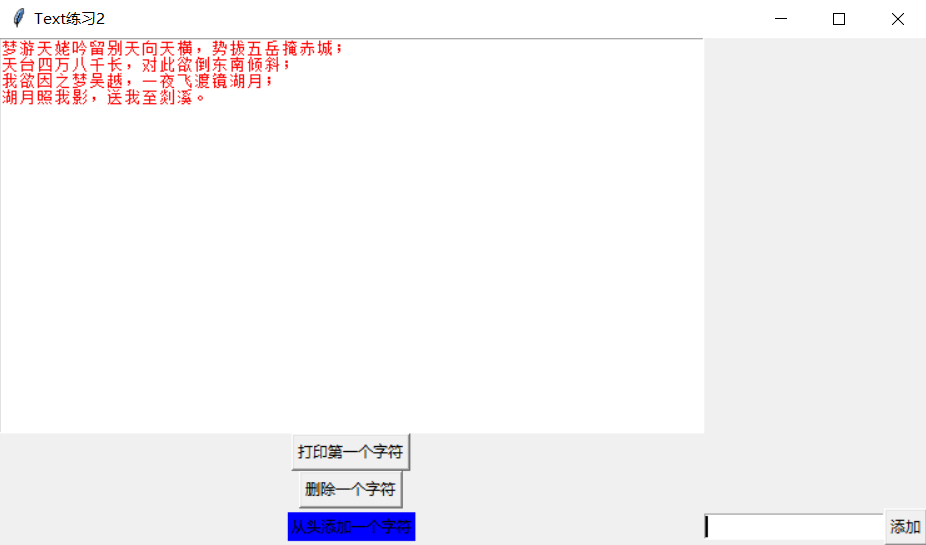 Text练习2
梦游天姥吟留别天向天横，势拔五岳掩赤城；
天台四万八千长，对此欲倒东南倾斜；
我欲因之梦吴越，一夜飞渡镜湖月；
湖月照我影，送我至剡溪。
打印第一个字符
删除一个字符
从头添加一个字符
添加